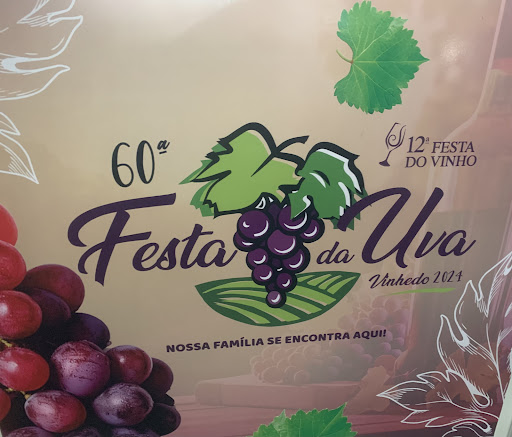 60ª
12ª FESTA
DO VINHO
Festa da Uva
Vinhedo 2024
NOSSA FAMÍLIA SE ENCONTRA AQUI!